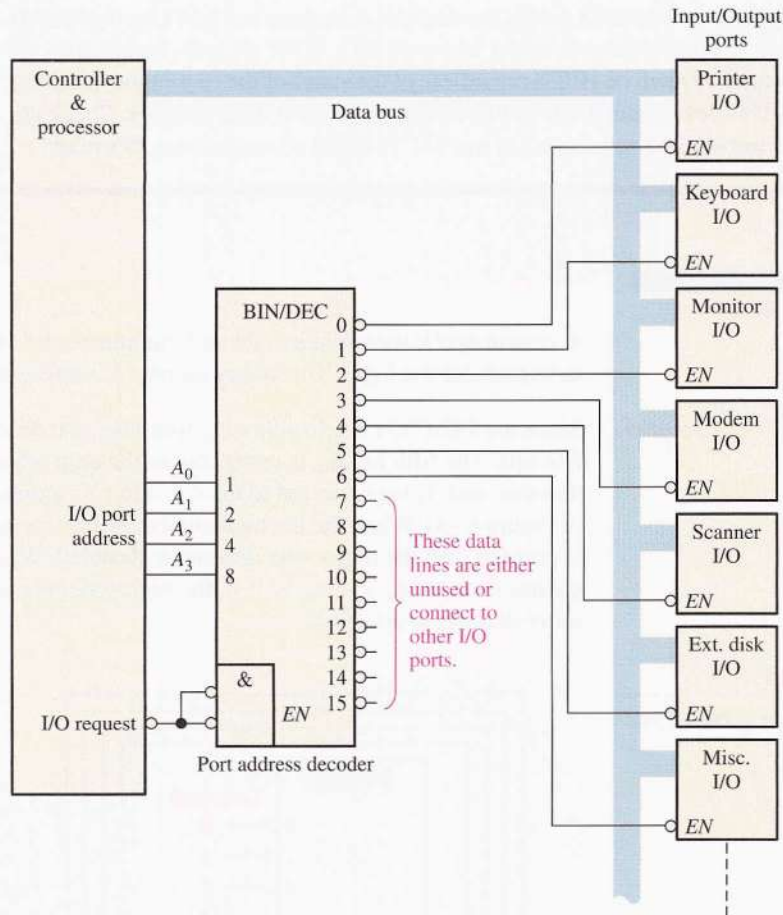 Input/Output
ports
Controller
&
processor
Data bus
Printer
I/O
EN
Keyboard
I/O
EN
Monitor
I/O
EN
Modem
I/O
EN
Scanner
I/O
EN
Ext. disk
I/O
EN
Misc.
I/O
EN
BIN/DEC
0
1
2
3
4
5
6
7
8
9
10
11
12
13
14
15
I/O port
address
A0
A1
A2
A3
1
2
4
8
These data
lines are either
unused or
connect to
other I/O
ports.
I/O request
&
EN
Port address decoder